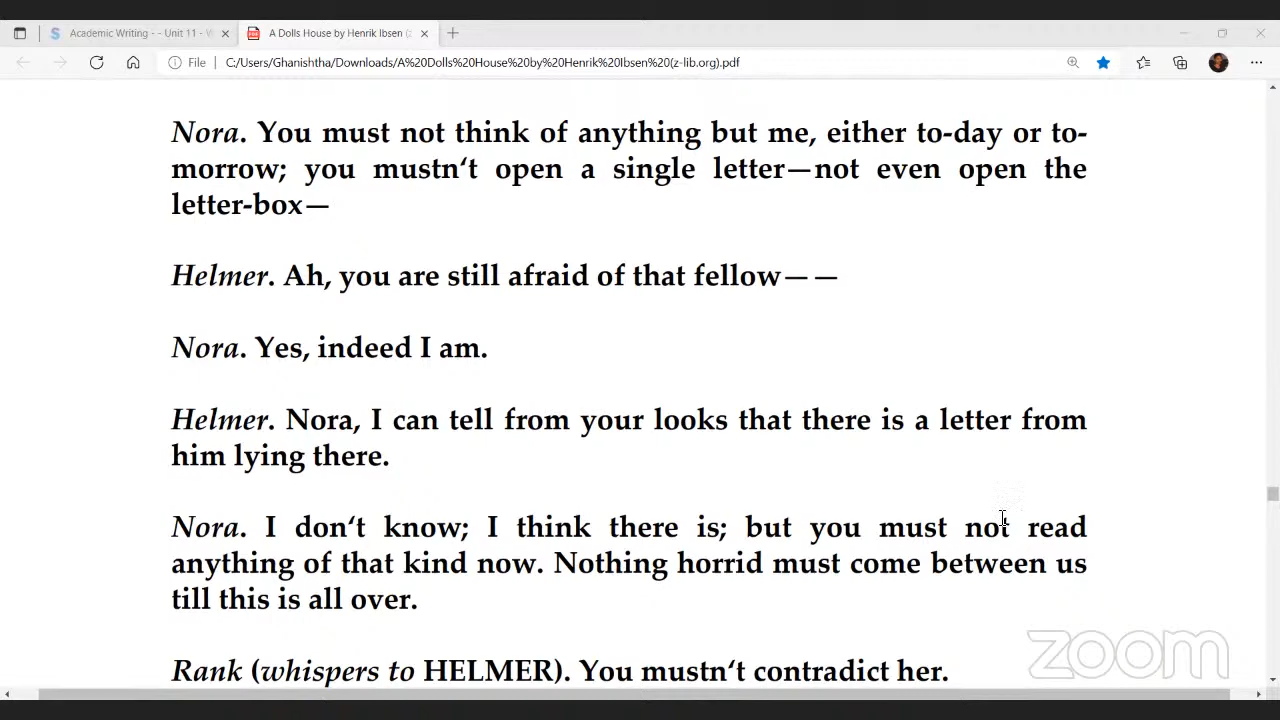 Academic Writing - - Unit 11 - W
A Dolls House by Henrik Ibsen (z
File
C:/Users/Ghanishtha/Downloads/A%20Dolls%20House%20by%20Henrik%20Ibsen%20(z-lib.org).pdf
Nora. You must not think of anything but me, either to-day or to-
morrow; you mustn‘t open a single letter—not even open the
letter-box—
Helmer. Ah, you are still afraid of that fellow— —
Nora. Yes, indeed I am.
Helmer. Nora, I can tell from your looks that there is a letter from
him lying there.
Nora. I don‘t know; I think there is; but you must not read
anything of that kind now. Nothing horrid must come between us
till this is all over.
zoom
Rank (whispers to HELMER). You mustn‘t contradict her.